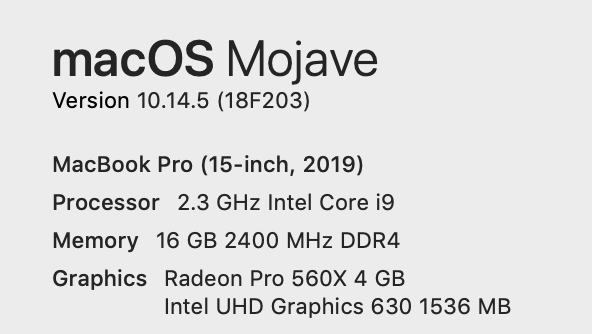 macOS Mojave
Version 10.14.5 (18F203)
MacBook Pro (15-inch, 2019)
Processor 2.3 GHz Intel Core i9
Memory 16 GB 2400 MHz DDR4
Graphics Radeon Pro 560X 4 GB
Intel UHD Graphics 630 1536 MB